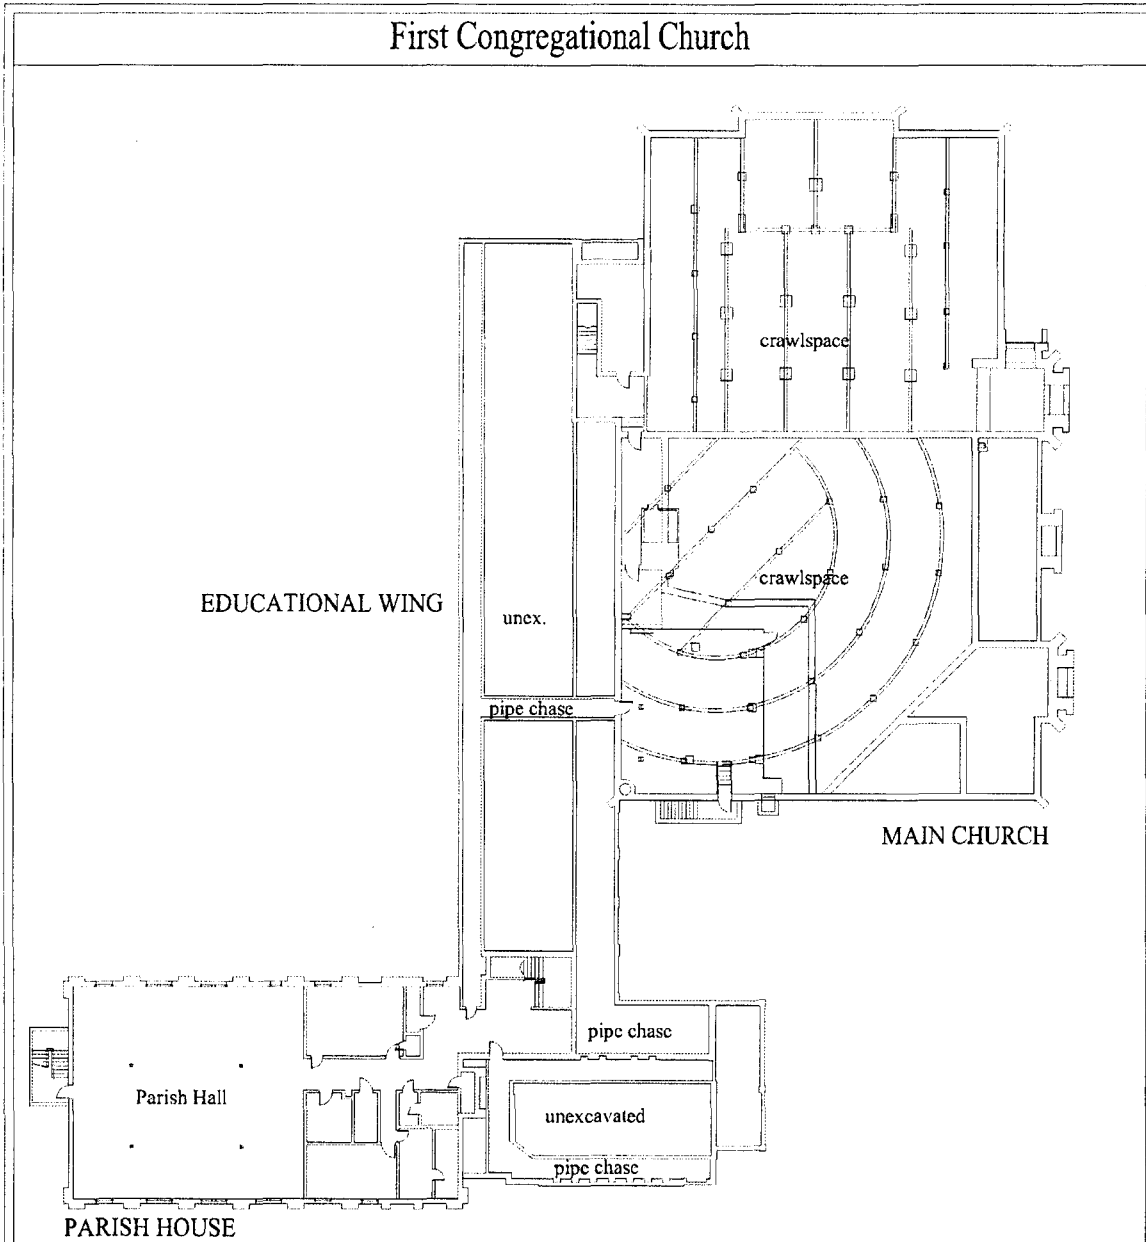 First Congregational Church
crawlspace
crawlspace
EDUCATIONAL WING
unex.
pipe chase
MAIN CHURCH
pipe chase
Parish Hall
unexcavated
pipe chase
PARISH HOUSE